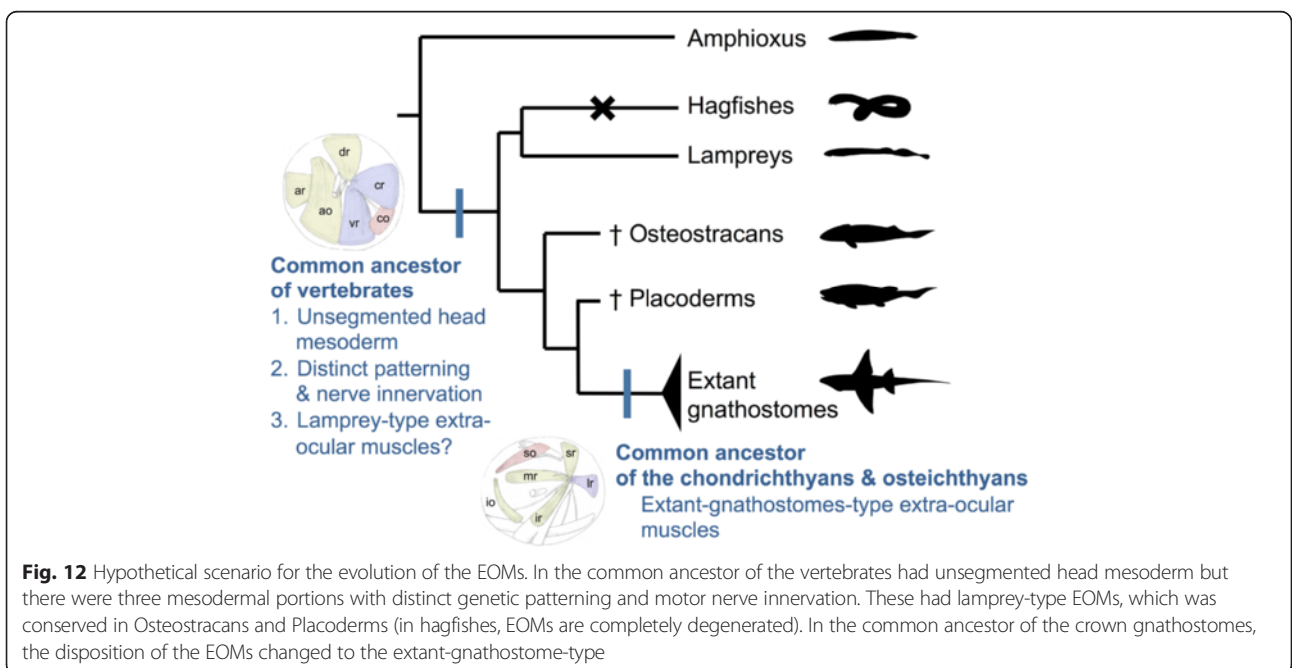 Amphioxus
Hagfishes
Lampreys
† Osteostracans
† Placoderms
Extant
gnathostomes
dr
ar
ao
cr
vr
co
Common ancestor
of vertebrates
1. Unsegmented head
mesoderm
2. Distinct patterning
& nerve innervation
3. Lamprey-type extra-
ocular muscles?
so
sr
mr
lr
io
ir
Common ancestor
of the chondrichthyans & osteichthyans
Extant-gnathostomes-type extra-ocular
muscles
Fig. 12 Hypothetical scenario for the evolution of the EOMs. In the common ancestor of the vertebrates had unsegmented head mesoderm but
there were three mesodermal portions with distinct genetic patterning and motor nerve innervation. These had lamprey-type EOMs, which was
conserved in Osteostracans and Placoderms (in hagfishes, EOMs are completely degenerated). In the common ancestor of the crown gnathostomes,
the disposition of the EOMs changed to the extant-gnathostome-type